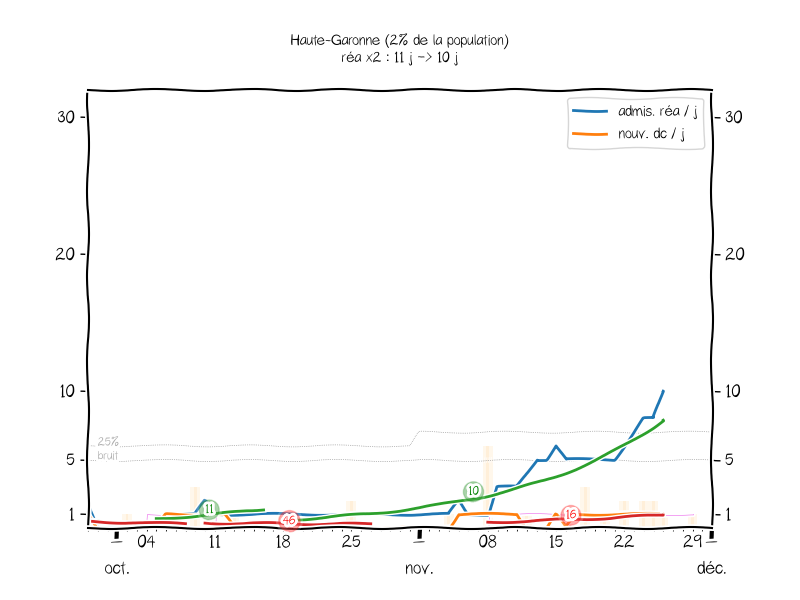 Haute-Garonne (2% de la population)
réa x2 : 11 j -> 10 j
admis. réa / j
nouv. dc / j
30
30
20
20
10
10
25%
bruit
5
5
1
1
11
46
10
16
04
11
18
25
08
15
22
29
oct.
nov.
déc.